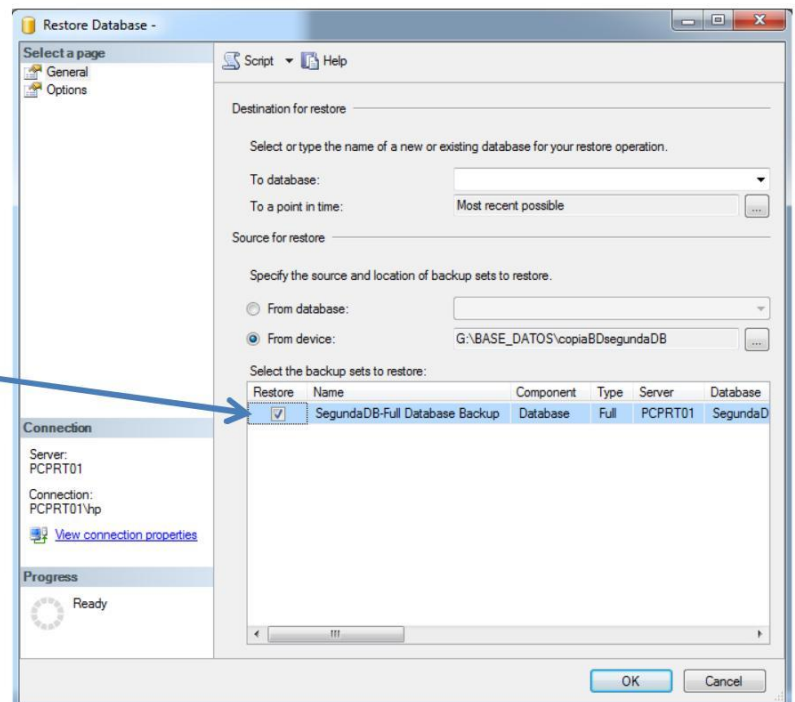 Restore Database -
Select a page
General
Options
Script
Help
Destination for restore
Select or type the name of a new or existing database for your restore operation.
To database:
To a point in time:
Most recent possible
...
Source for restore
Specify the source and location of backup sets to restore.
From database:
From device:
G:\BASE_DATOS\copiaBDsegundaDB
...
Select the backup sets to restore:
Restore Name Component Type Server Database
SegundaDB-Full Database Backup Database Full PCPRT01 SegundaD
Connection
Server:
PCPRT01
Connection:
PCPRT01\hp
View connection properties
Progress
Ready
OK
Cancel